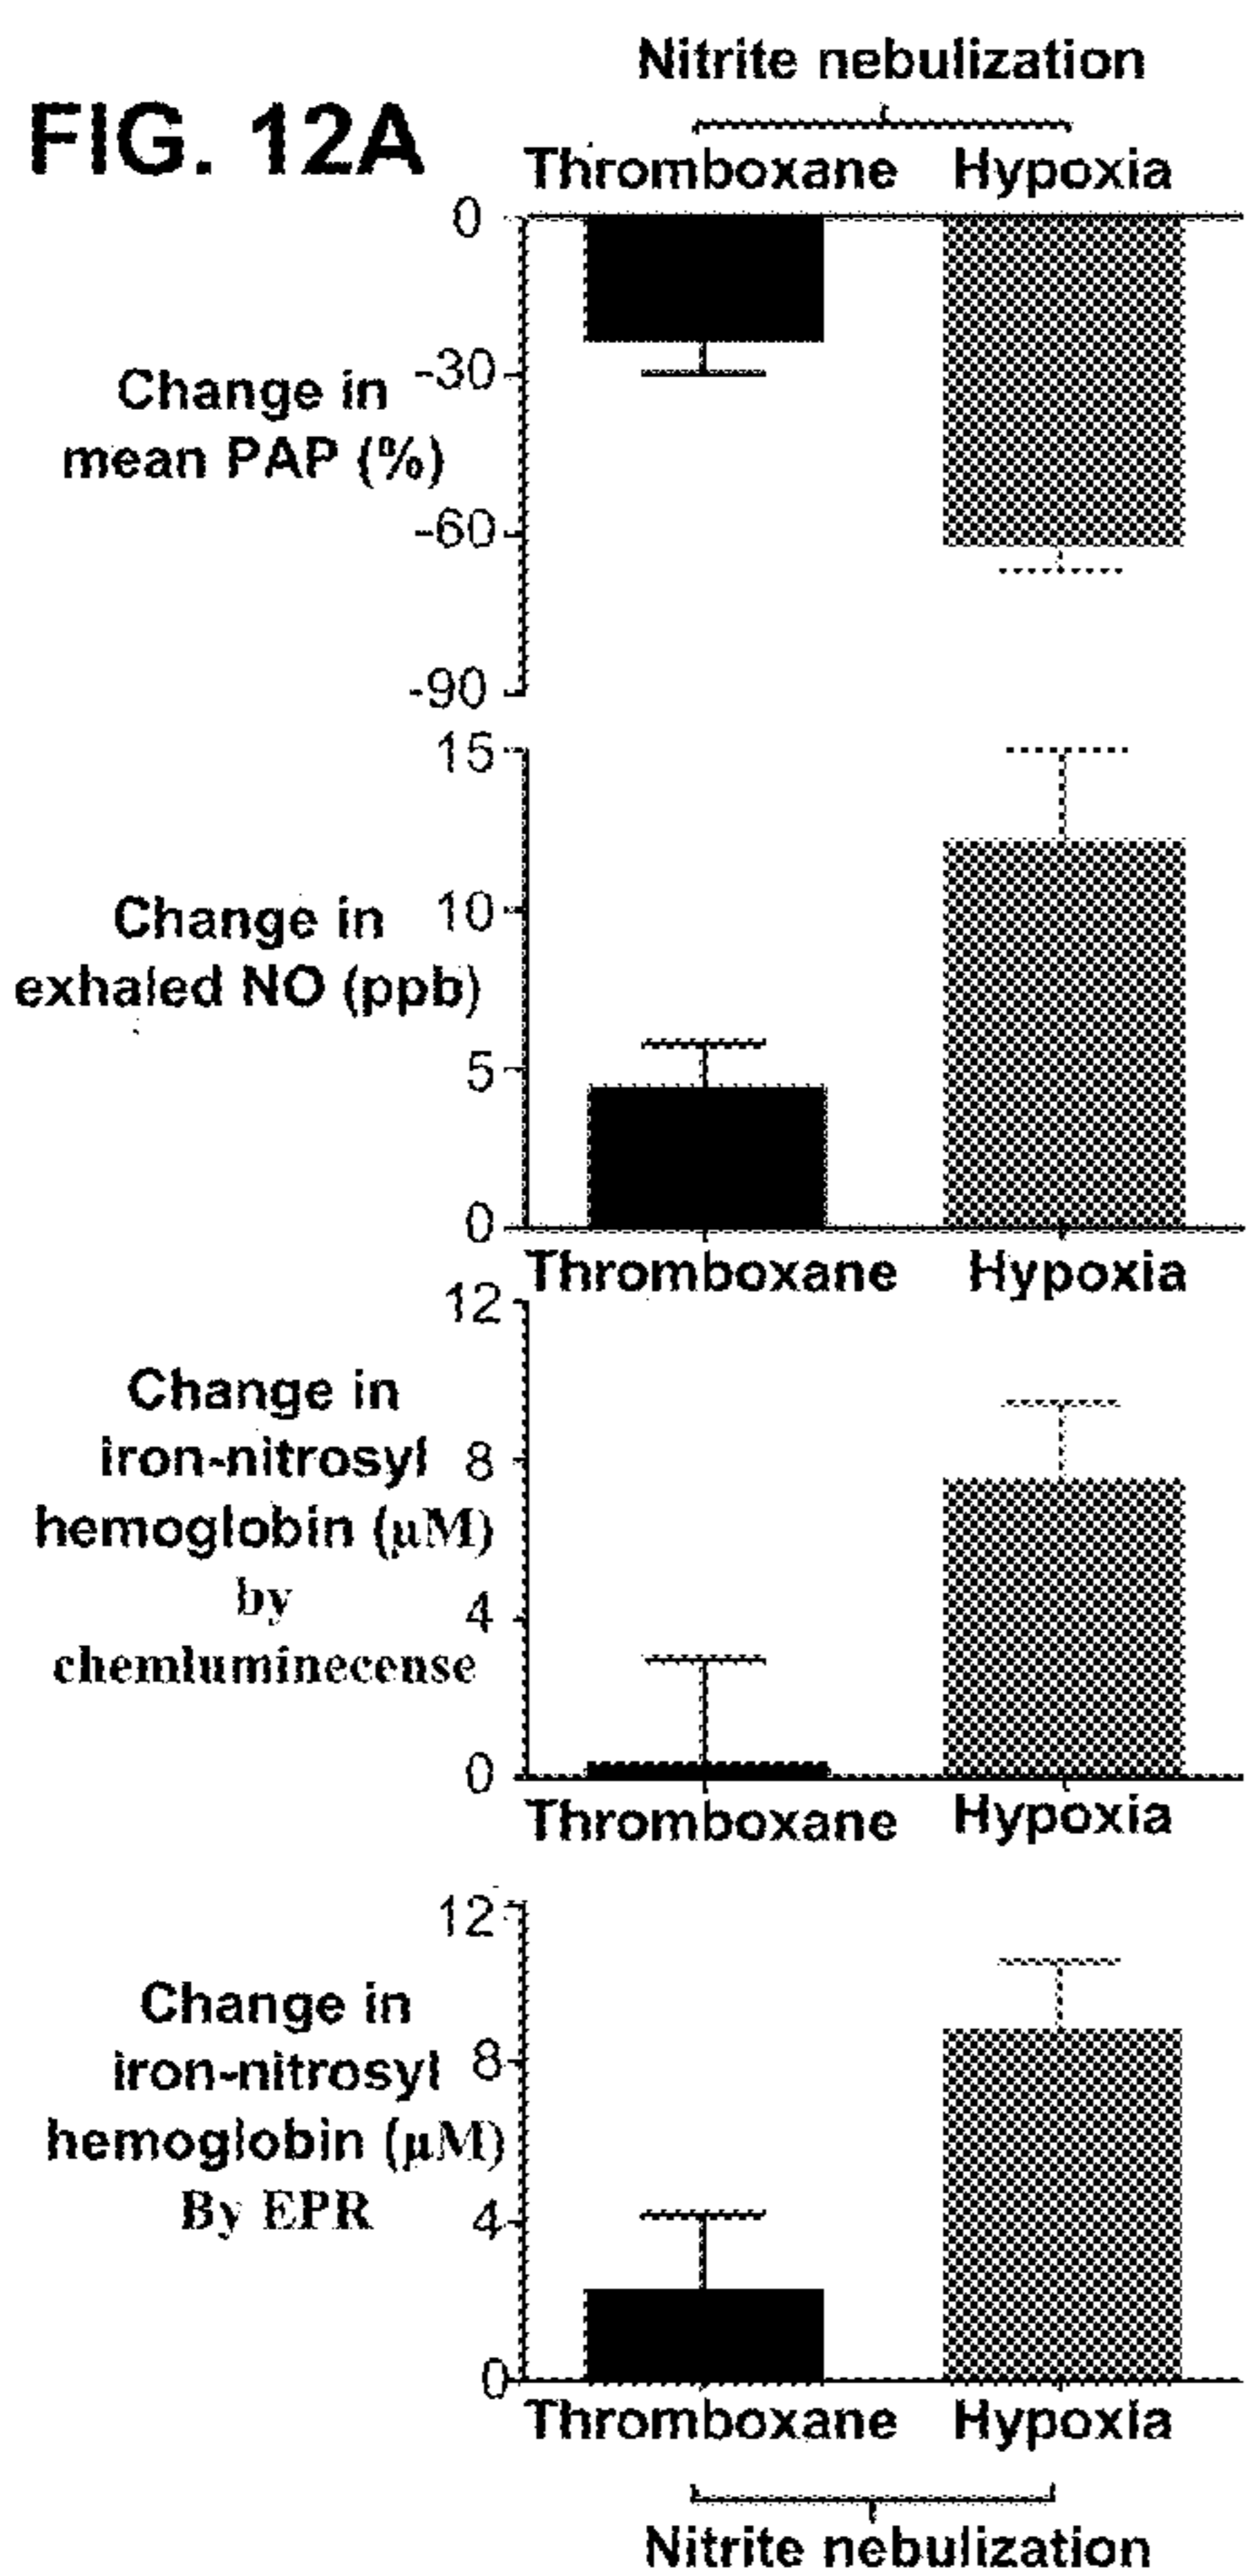 Nitrite nebulization
FIG. 12A
Thromboxane Hypoxia
0
-30
-60
-90
Change in
mean PAP (%)
15
10
5
0
Change in
exhaled NO (ppb)
Thromboxane Hypoxia
12
8
4
0
Change in
iron-nitrosyl
hemoglobin (µM)
by
chemluminecense
Thromboxane Hypoxia
12
8
4
0
Change in
iron-nitrosyl
hemoglobin (µM)
By EPR
Thromboxane Hypoxia
Nitrite nebulization